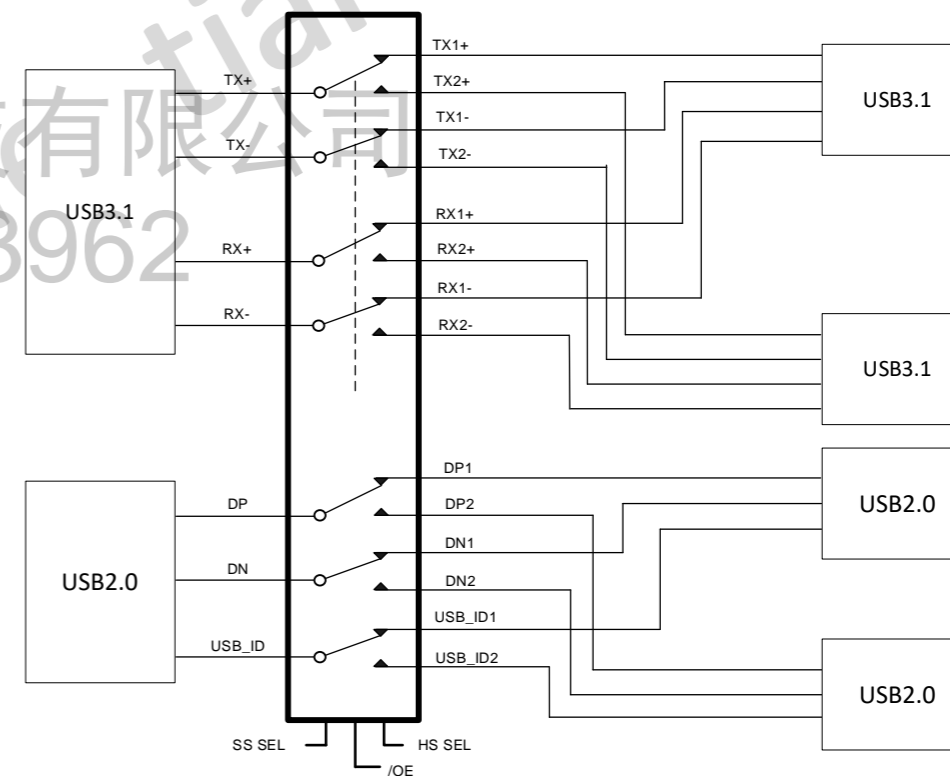 TX+
TX-
USB3.1
RX+
RX-
TX1+
TX2+
TX1-
TX2-
RX1+
RX2+
RX1-
RX2-
USB3.1
USB3.1
DP
DN
USB2.0
USB_ID
DP1
DP2
DN1
DN2
USB_ID1
USB_ID2
USB2.0
USB2.0
SS SEL
HS SEL
/OE
有限公司
3962
tian